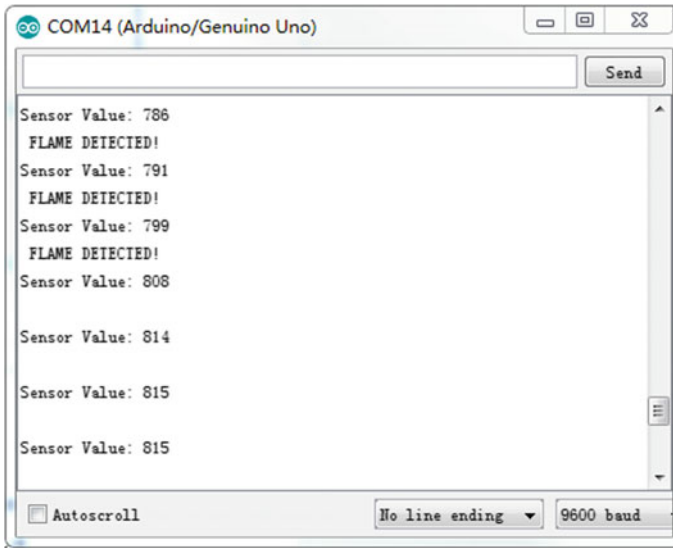 COM14 (Arduino/Genuino Uno)
Send
Sensor Value: 786
FLAME DETECTED!
Sensor Value: 791
FLAME DETECTED!
Sensor Value: 799
FLAME DETECTED!
Sensor Value: 808
Sensor Value: 814
Sensor Value: 815
Sensor Value: 815
Autoscroll
No line ending
9600 baud